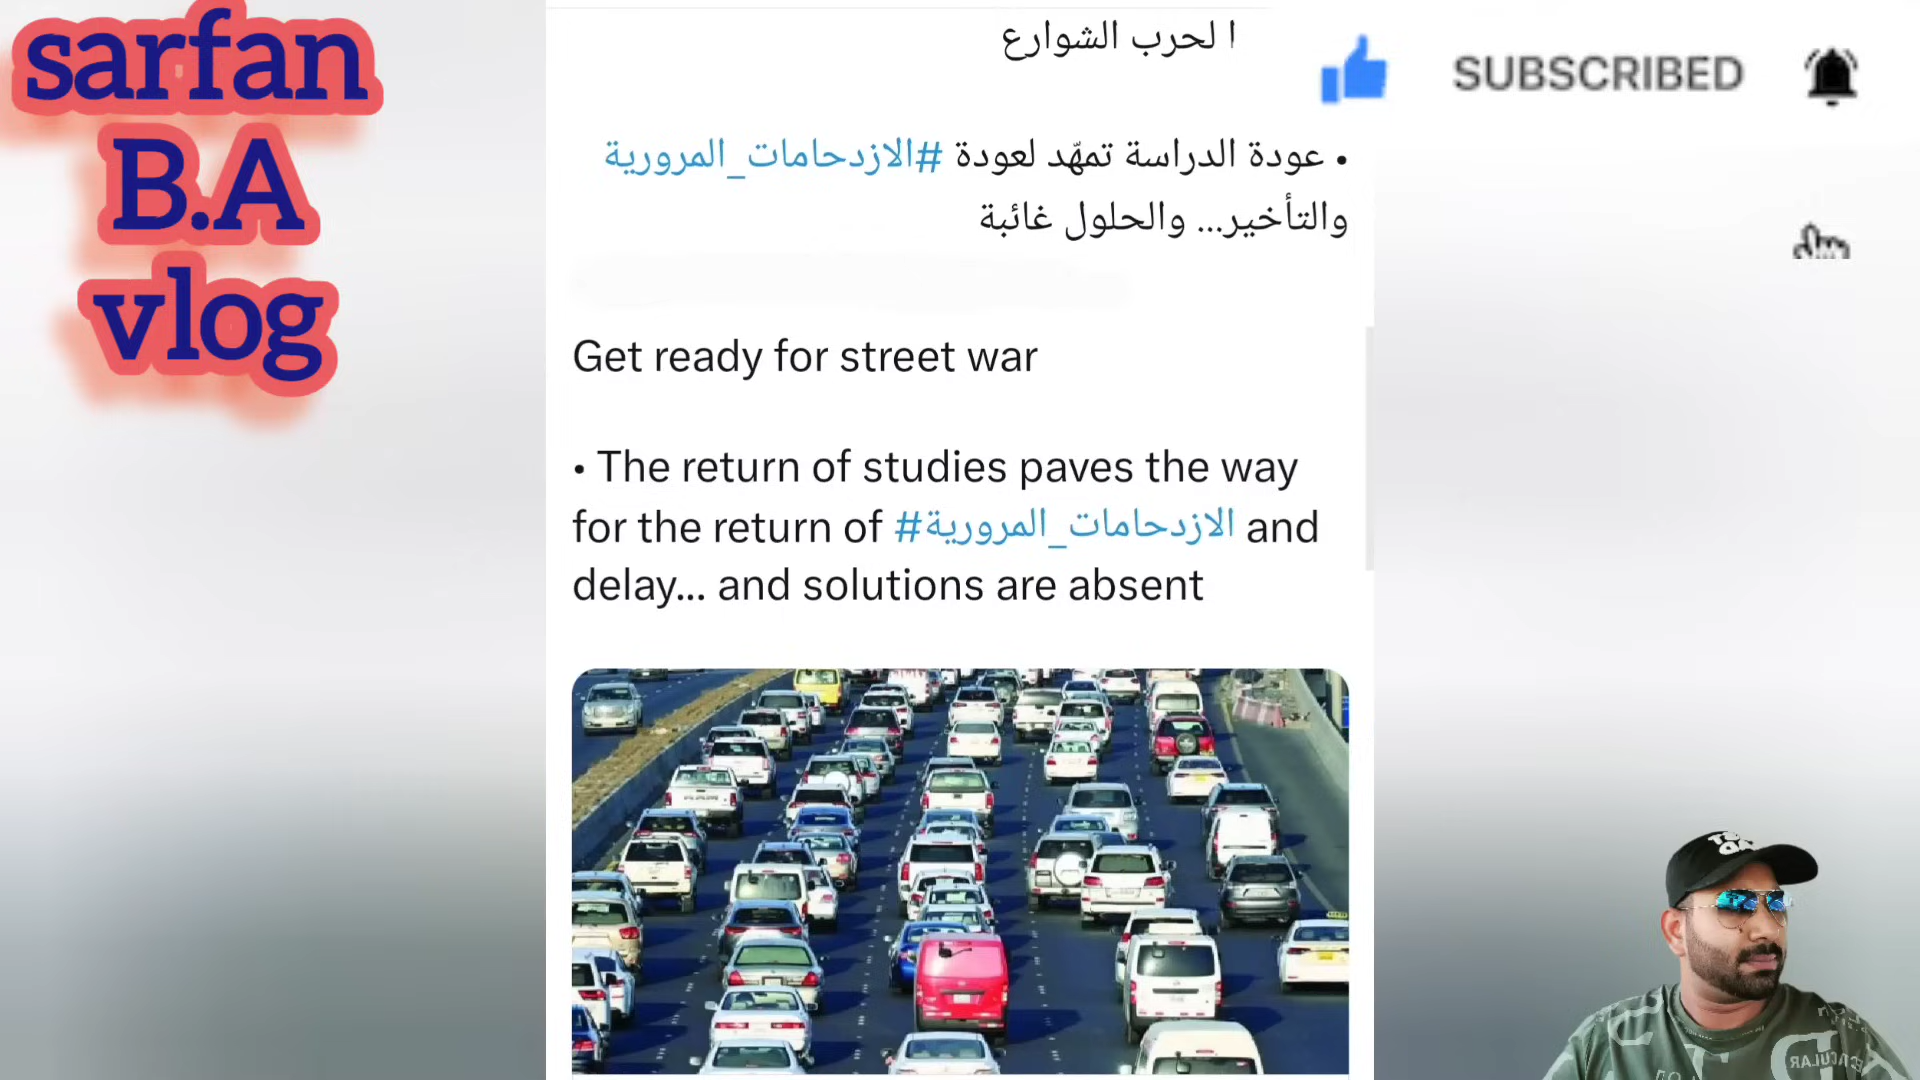 sarfan
B.A
vlog
ا لحرب الشوارع
SUBSCRIBED
• عودة الدراسة تمهّد لعودة #الازدحامات_المرورية
والتأخير... والحلول غائبة
Get ready for street war
• The return of studies paves the way
for the return of #الازدحامات_المرورية and
delay... and solutions are absent